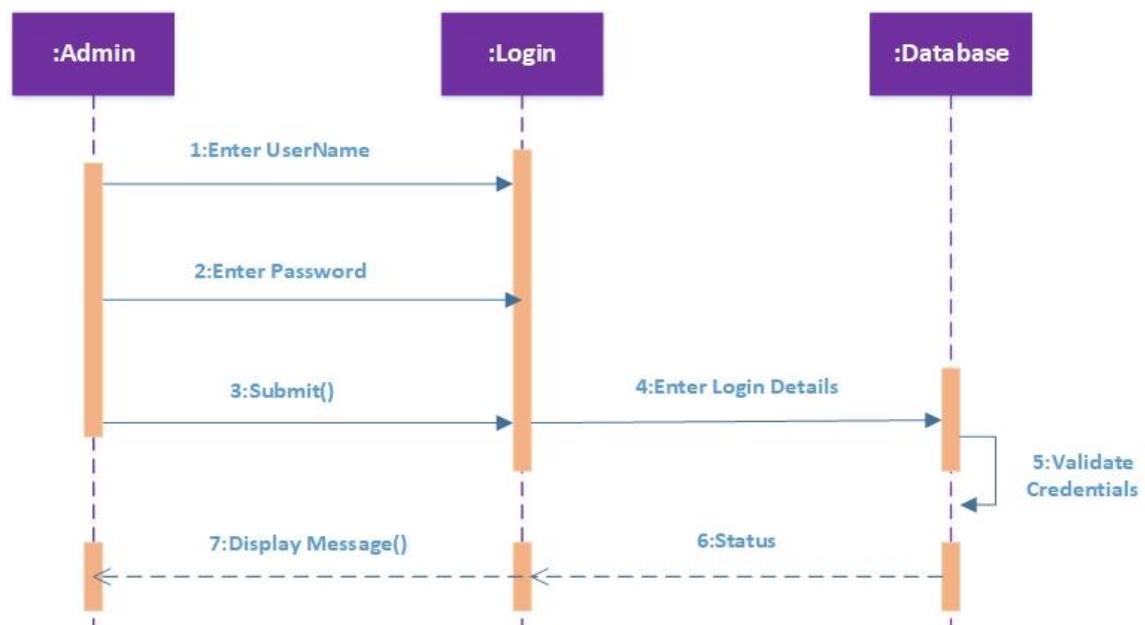 :Admin
:Login
:Database
1:Enter UserName
2:Enter Password
3:Submit()
4:Enter Login Details
5:Validate
Credentials
6:Status
7:Display Message()